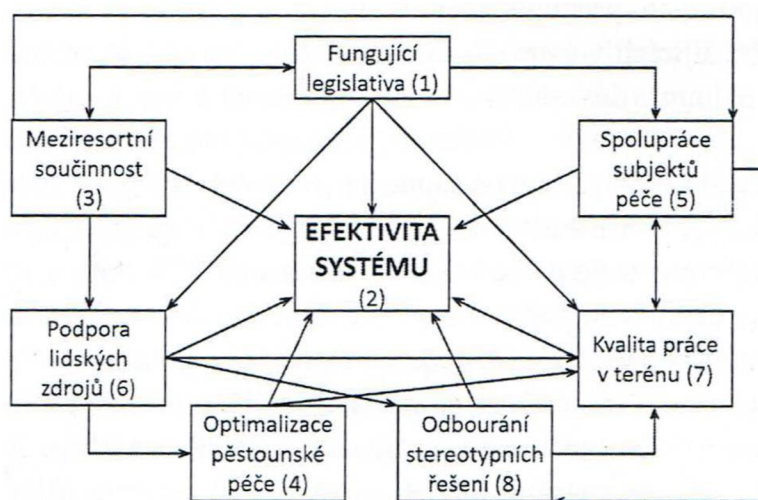 Fungující
legislativa (1)
Meziresortní
součinnost
(3)
Spolupráce
subjektů
péče (5)
EFEKTIVITA
SYSTÉMU
(2)
Podpora
lidských
zdrojů (6)
Kvalita práce
v terénu (7)
Optimalizace
pěstounské
péče (4)
Odbourání
stereotypních
řešení (8)